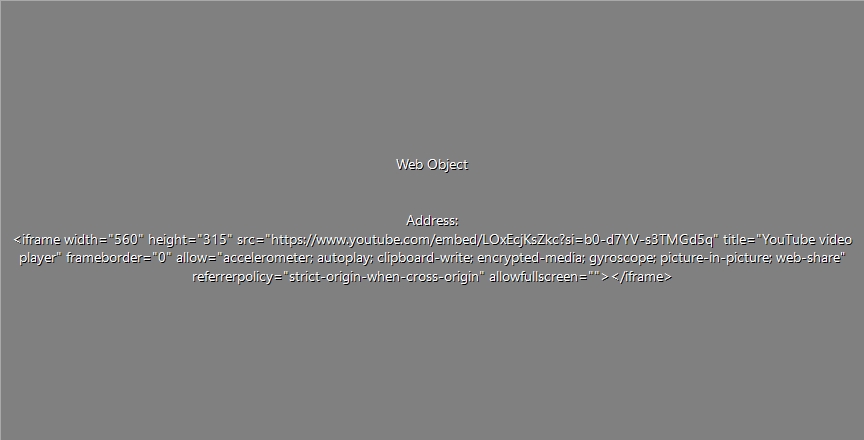 Web Object
Address:
<iframe width="560" height="315" src="https://www.youtube.com/embed/LOxEcjKsZkc?si=b0-d7YV-s3TMGd5q" title="YouTube video
player" frameborder="0" allow="accelerometer; autoplay; clipboard-write; encrypted-media; gyroscope; picture-in-picture; web-share"
referrerpolicy="strict-origin-when-cross-origin" allowfullscreen=""></iframe>